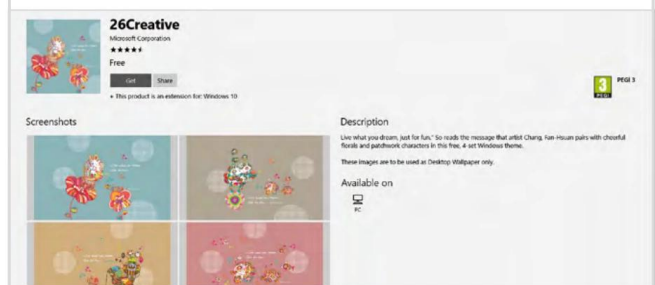 26Creative
Microsoft Corporation
Free
Get
Share
+ This product is an extension for: Windows 10
3
PEGI
PEGI 3
Screenshots
Description
Live what you dream, just for fun." So reads the message that artist Chang, Fan-Hsuan pairs with cheerful
florals and patchwork characters in this free, 4-set Windows theme.
These images are to be used as Desktop Wallpaper only.
Available on
PC